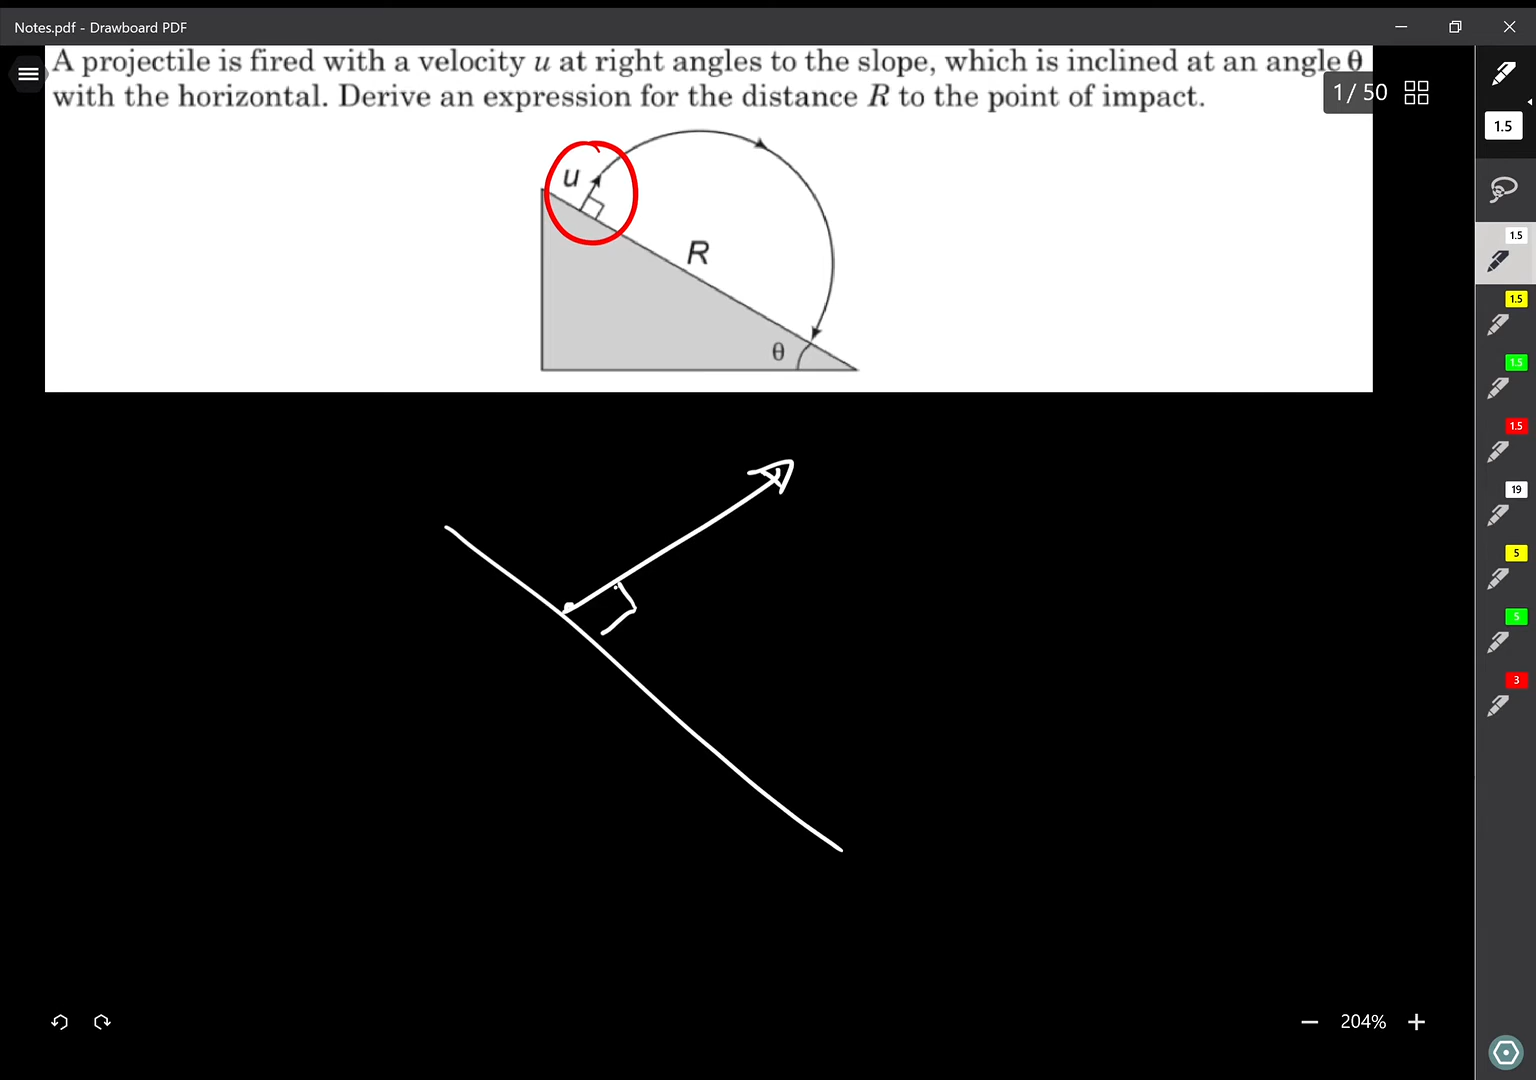 Notes.pdf - Drawboard PDF
A projectile is fired with a velocity u at right angles to the slope, which is inclined at an angle θ
with the horizontal. Derive an expression for the distance R to the point of impact.
1 / 50
1.5
u
R
θ
1.5
1.5
1.5
1.5
19
5
5
3
204%